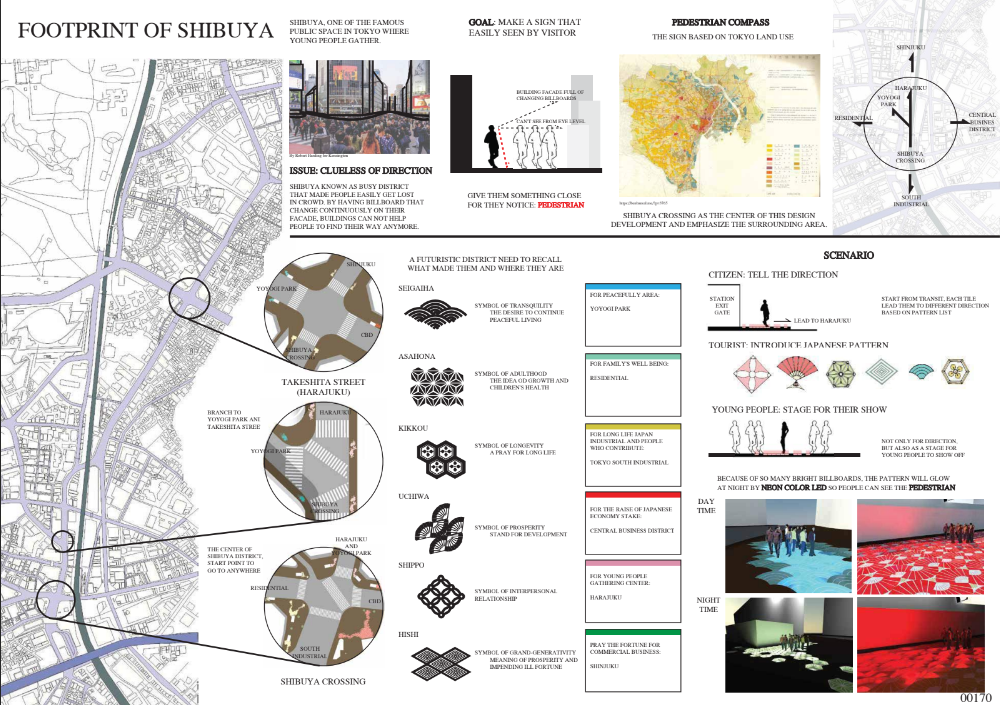 FOOTPRINT OF SHIBUYA
SHIBUYA, ONE OF THE FAMOUS
PUBLIC SPACE IN TOKYO WHERE
YOUNG PEOPLE GATHER.
By Robert Harding for Kensington
ISSUE: CLUELESS OF DIRECTION
SHIBUYA KNOWN AS BUSY DISTRICT
THAT MADE PEOPLE EASILY GET LOST
IN CROWD. BY HAVING BILLBOARD THAT
CHANGE CONTINUOUSLY ON THEIR
FACADE, BUILDINGS CAN NOT HELP
PEOPLE TO FIND THEIR WAY ANYMORE.
GOAL: MAKE A SIGN THAT
EASILY SEEN BY VISITOR
BUILDING FACADE FULL OF
CHANGING BILLBOARDS
CAN'T SEE FROM EYE LEVEL
GIVE THEM SOMETHING CLOSE
FOR THEY NOTICE: PEDESTRIAN
PEDESTRIAN COMPASS
THE SIGN BASED ON TOKYO LAND USE
SHIBUYA CROSSING AS THE CENTER OF THIS DESIGN
DEVELOPMENT AND EMPHASIZE THE SURROUNDING AREA.
SHINJUKU
HARAJUKU
YOYOGI
PARK
RESIDENTIAL
CENTRAL
BUSINES
DISTRICT
SHIBUYA
CROSSING
SOUTH
INDUSTRIAL
SHINJUKU
YOYOGI PARK
CBD
SHIBUYA
CROSSING
TAKESHITA STREET
(HARAJUKU)
BRANCH TO
YOYOGI PARK ANE
TAKESHITA STREE
HARAJUKU
YOYOGI PARK
SHIBUYA
CROSSING
THE CENTER OF
SHIBUYA DISTRICT,
START POINT TO
GO TO ANYWHERE
HARAJUKU
AND
YOYOGI PARK
RESIDENTIAL
CBD
SOUTH
INDUSTRIAL
SHIBUYA CROSSING
A FUTURISTIC DISTRICT NEED TO RECALL
WHAT MADE THEM AND WHERE THEY ARE
SEIGAIHA
SYMBOL OF TRANQUILITY
THE DESIRE TO CONTINUE
PEACEFUL LIVING
FOR PEACEFULLY AREA:
YOYOGI PARK
ASAHONA
SYMBOL OF ADULTHOOD
THE IDEA OD GROWTH AND
CHILDREN'S HEALTH
FOR FAMILY'S WELL BEING:
RESIDENTIAL
KIKKOU
SYMBOL OF LONGEVITY
A PRAY FOR LONG LIFE
FOR LONG LIFE JAPAN
INDUSTRIAL AND PEOPLE
WHO CONTRIBUTE:
TOKYO SOUTH INDUSTRIAL
UCHIWA
SYMBOL OF PROSPERITY
STAND FOR DEVELOPMENT
FOR THE RAISE OF JAPANESE
ECONOMY STAKE:
CENTRAL BUSINESS DISTRICT
SHIPPO
SYMBOL OF INTERPERSONAL
RELATIONSHIP
FOR YOUNG PEOPLE
GATHERING CENTER:
HARAJUKU
HISHI
SYMBOL OF GRAND-GENERATIVITY
MEANING OF PROSPERITY AND
IMPENDING ILL FORTUNE
PRAY THE FORTUNE FOR
COMMERCIAL BUSINESS:
SHINJUKU
SCENARIO
CITIZEN: TELL THE DIRECTION
STATION
EXIT
GATE
LEAD TO HARAJUKU
START FROM TRANSIT, EACH TILE
LEAD THEM TO DIFFERENT DIRECTION
BASED ON PATTERN LIST
TOURIST: INTRODUCE JAPANESE PATTERN
YOUNG PEOPLE: STAGE FOR THEIR SHOW
NOT ONLY FOR DIRECTION,
BUT ALSO AS A STAGE FOR
YOUNG PEOPLE TO SHOW OFF
BECAUSE OF SO MANY BRIGHT BILLBOARDS, THE PATTERN WILL GLOW
AT NIGHT BY NEON COLOR LED SO PEOPLE CAN SEE THE PEDESTRIAN
DAY
TIME
NIGHT
TIME
00170